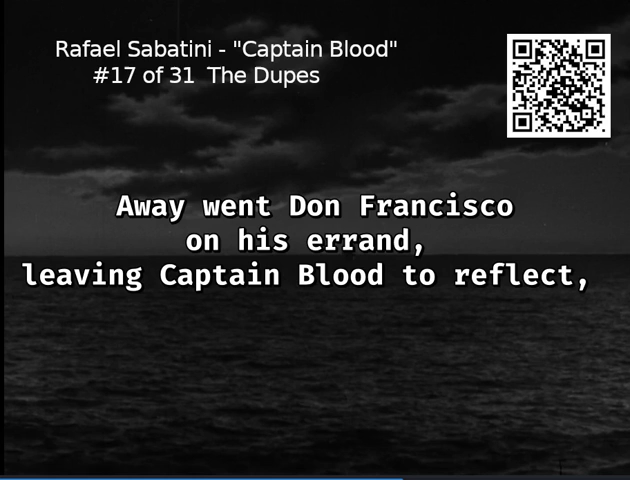 Rafael Sabatini - "Captain Blood"
#17 of 31  The Dupes
Away went Don Francisco
on his errand,
leaving Captain Blood to reflect,